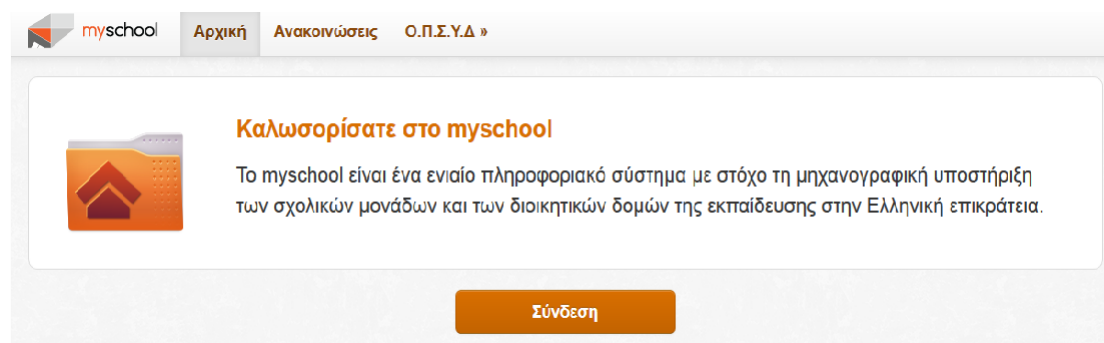 myschool Αρχική Ανακοινώσεις Ο.Π.Σ.Υ.Δ »
Καλωσορίσατε στο myschool
Το myschool είναι ένα ενιαίο πληροφοριακό σύστημα με στόχο τη μηχανογραφική υποστήριξη
των σχολικών μονάδων και των διοικητικών δομών της εκπαίδευσης στην Ελληνική επικράτεια.
Σύνδεση